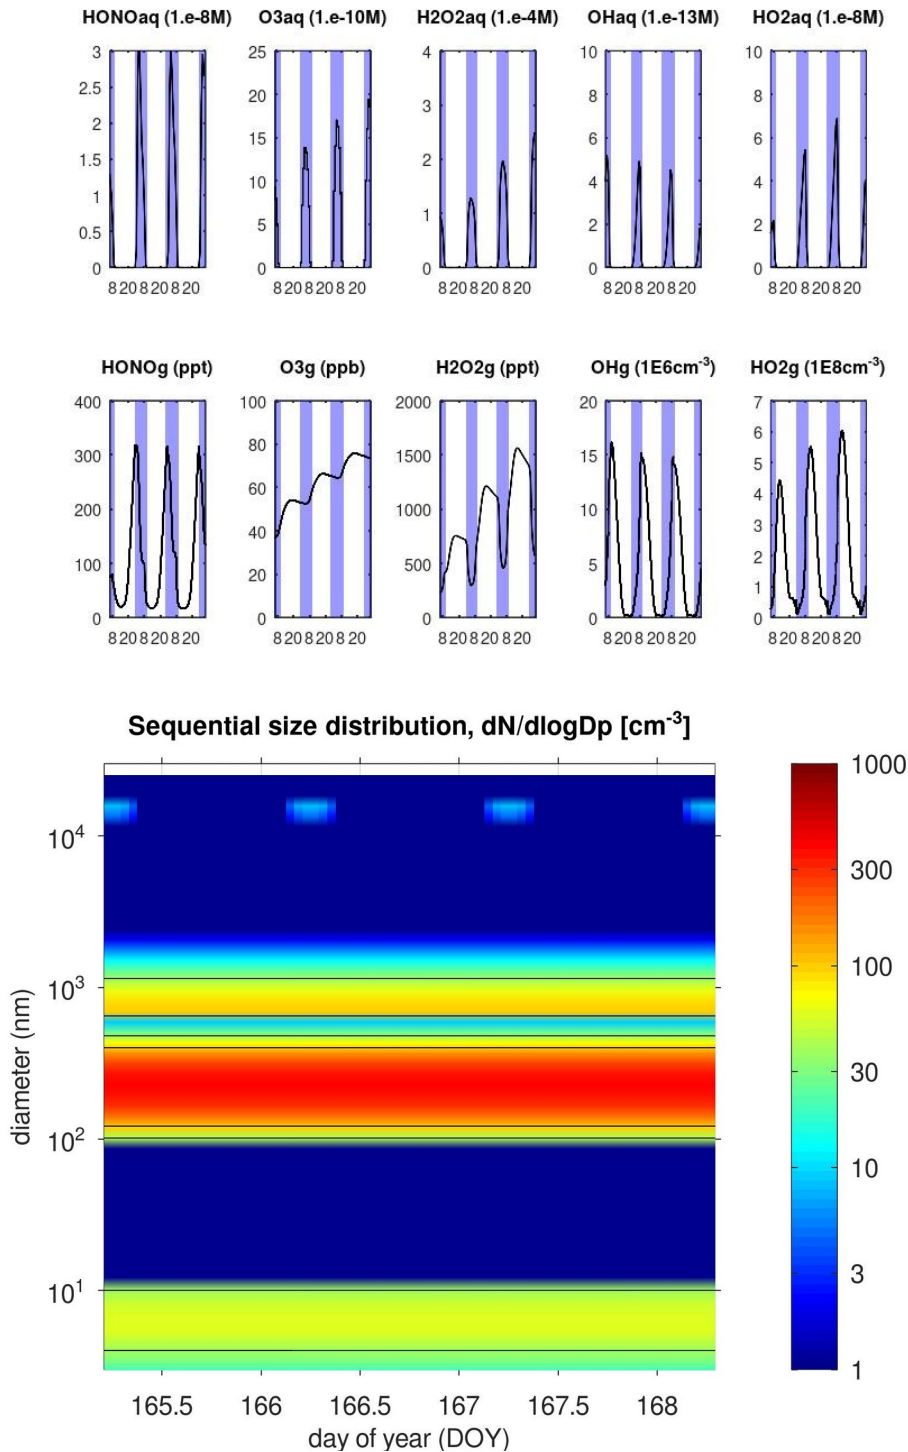 HONOaq (1.e-8M) O3aq (1.e-10M) H2O2aq (1.e-4M) OHaq (1.e-13M) HO2aq (1.e-8M)
3 25 4 10 10
2.5 20 3 8 8
2 15 2 6 6
1.5 10 1 4 4
1 5 0 2 2
0.5 0 0 0
0
8 20 8 20 8 20 8 20 8 20 8 20 8 20 8 20 8 20 8 20 8 20 8 20 8 20 8 20 8 20
HONOg (ppt) O3g (ppb) H2O2g (ppt) OHg (1E6cm-3) HO2g (1E8cm-3)
400 100 2000 20 7
300 80 1500 15 6
200 60 1000 10 5
100 40 500 5 4
0 20 0 0 3
0 2
1
0
8 20 8 20 8 20 8 20 8 20 8 20 8 20 8 20 8 20 8 20 8 20 8 20 8 20 8 20 8 20
Sequential size distribution, dN/dlogDp [cm-3]
diameter (nm)
10^4
10^3
10^2
10^1
165.5 166 166.5 167 167.5 168
day of year (DOY)
1000
300
100
30
10
3
1